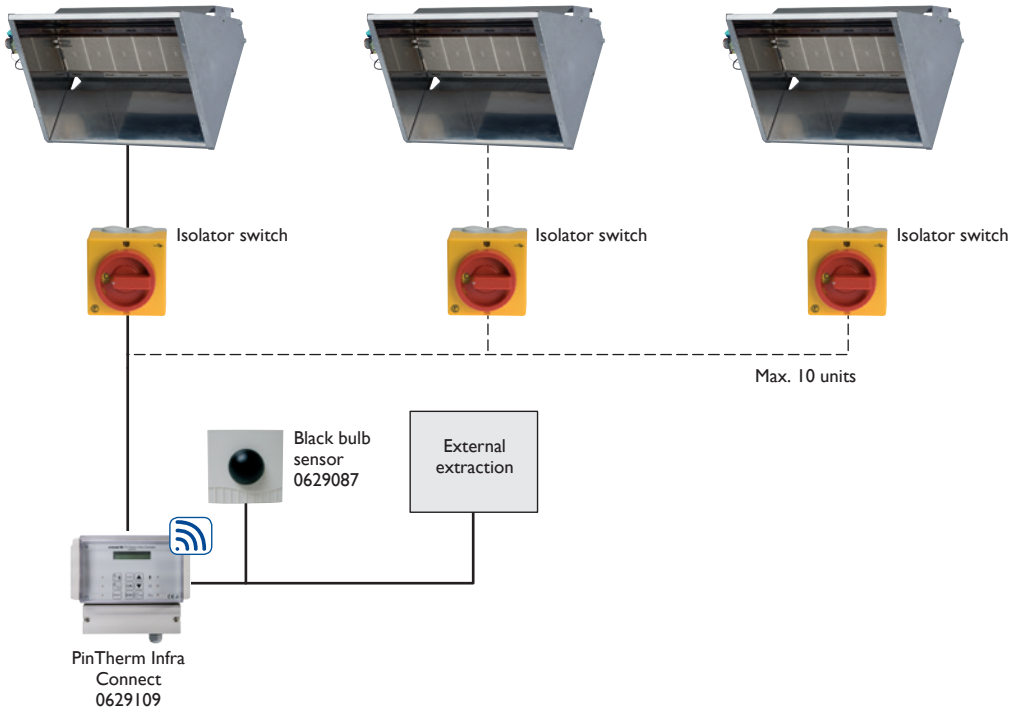 Isolator switch
Isolator switch
Isolator switch
Max. 10 units
Black bulb
sensor
0629087
External
extraction
PinTherm Infra
Connect
0629109